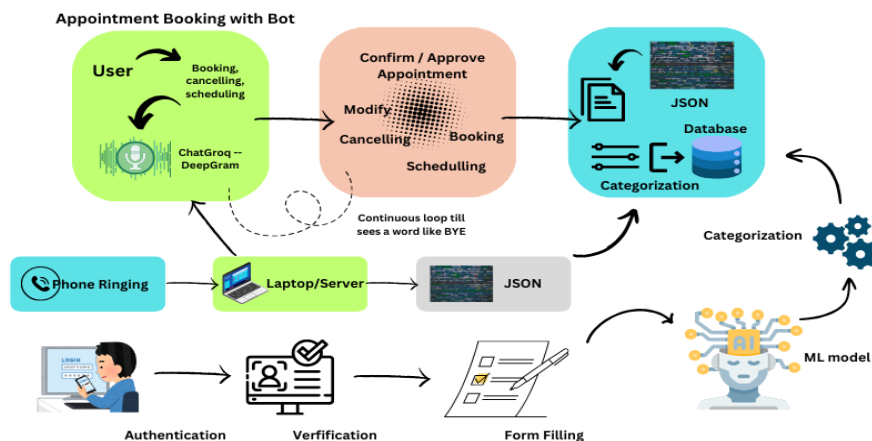 Appointment Booking with Bot
User
Booking,
cancelling,
scheduling
ChatGroq --
DeepGram
Confirm / Approve
Appointment
Modify
Cancelling
Booking
Schedulling
JSON
Database
Categorization
Continuous loop till
sees a word like BYE
Categorization
Phone Ringing
Laptop/Server
JSON
LOGIN
AI
ML model
Authentication
Verfification
Form Filling